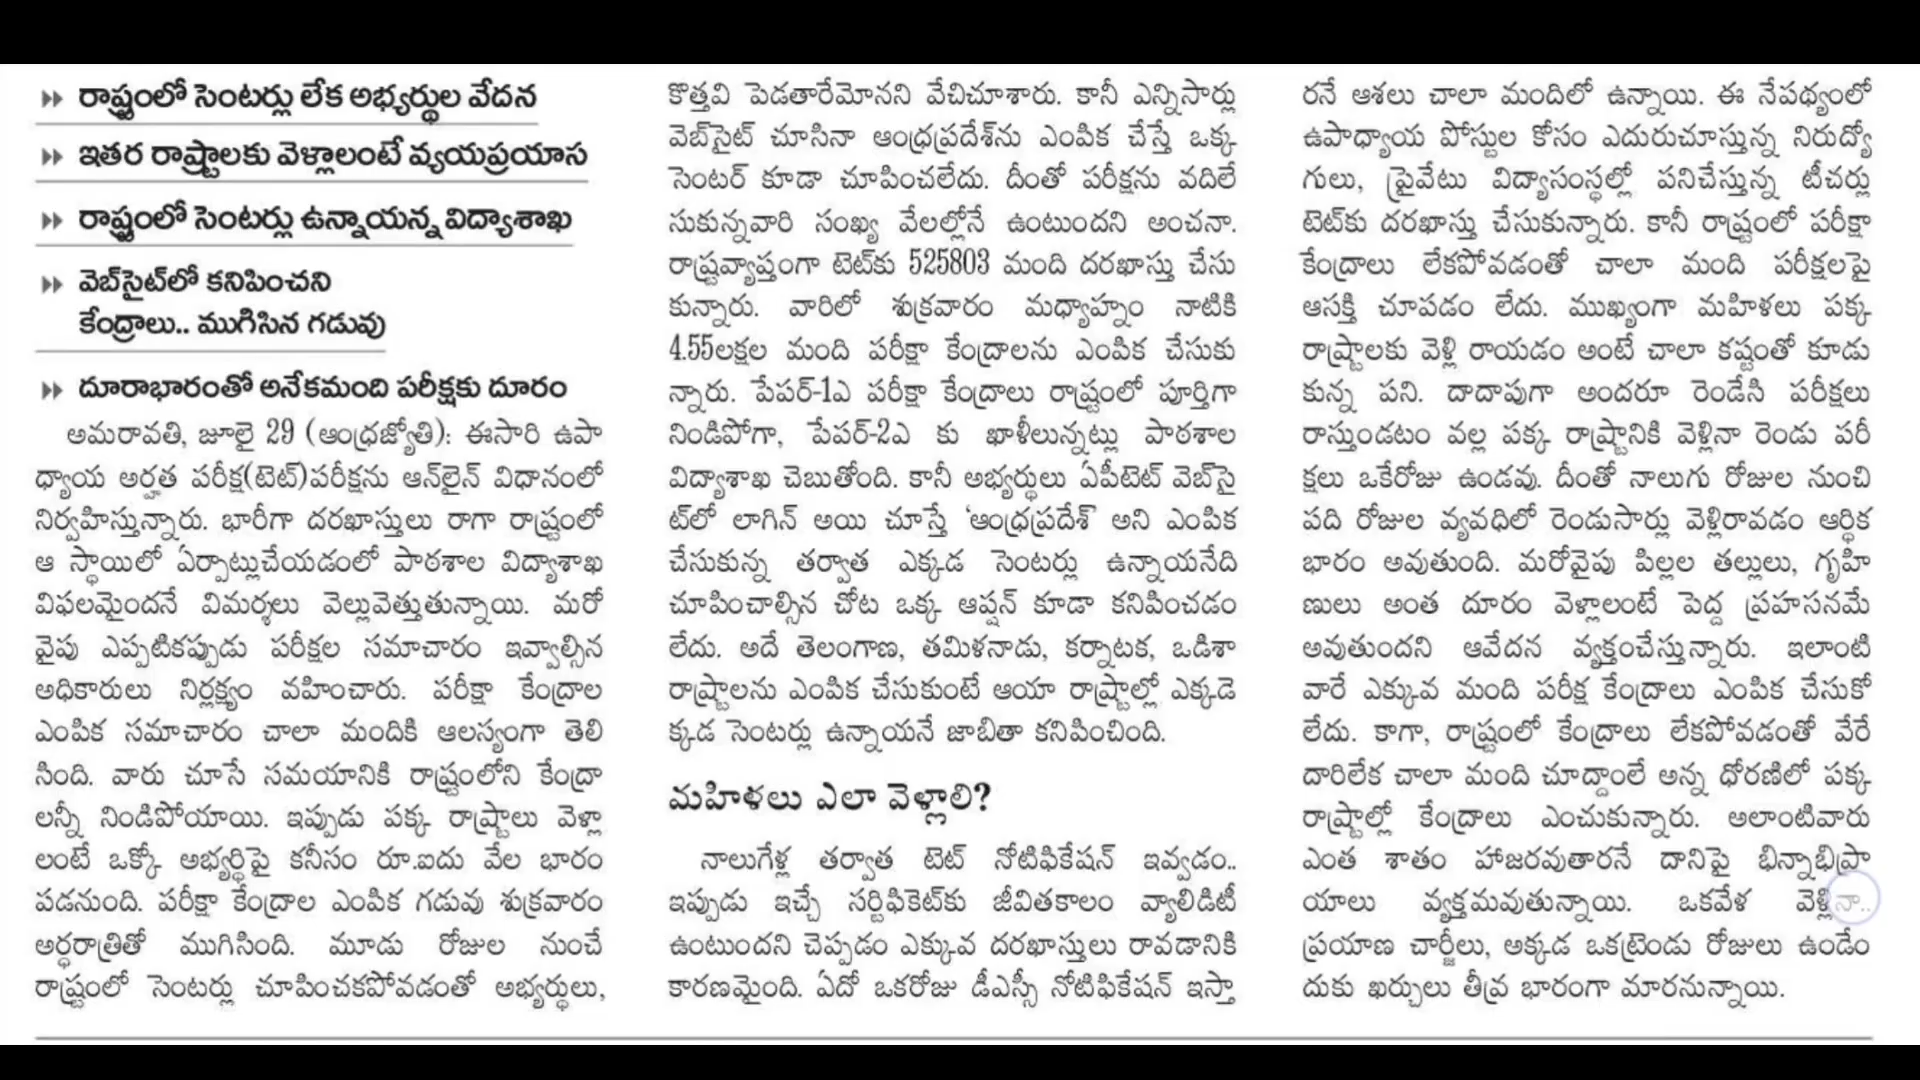 రాష్ట్రంలో సెంటర్లు లేక అభ్యర్థుల వేదన
ఇతర రాష్ట్రాలకు వెళ్లాలంటే వ్యయప్రయాస
రాష్ట్రంలో సెంటర్లు ఉన్నాయన్న విద్యాశాఖ
వెబ్‌సైట్‌లో కనిపించని
కేంద్రాలు.. ముగిసిన గడువు
దూరాభారంతో అనేకమంది పరీక్షకు దూరం
అమరావతి, జూలై 29 (ఆంధ్రజ్యోతి): ఈసారి ఉపా
ధ్యాయ అర్హత పరీక్ష(టెట్)పరీక్షను ఆన్‌లైన్ విధానంలో
నిర్వహిస్తున్నారు. భారీగా దరఖాస్తులు రాగా రాష్ట్రంలో
ఆ స్థాయిలో ఏర్పాట్లుచేయడంలో పాఠశాల విద్యాశాఖ
విఫలమైందనే విమర్శలు వెల్లువెత్తుతున్నాయి. మరో
వైపు ఎప్పటికప్పుడు పరీక్షల సమాచారం ఇవ్వాల్సిన
అధికారులు నిర్లక్ష్యం వహించారు. పరీక్షా కేంద్రాల
ఎంపిక సమాచారం చాలా మందికి ఆలస్యంగా తెలి
సింది. వారు చూసే సమయానికి రాష్ట్రంలోని కేంద్రా
లన్నీ నిండిపోయాయి. ఇప్పుడు పక్క రాష్ట్రాలు వెళ్లా
లంటే ఒక్కో అభ్యర్థిపై కనీసం రూ.ఐదు వేల భారం
పడనుంది. పరీక్షా కేంద్రాల ఎంపిక గడువు శుక్రవారం
అర్ధరాత్రితో ముగిసింది. మూడు రోజుల నుంచే
రాష్ట్రంలో సెంటర్లు చూపించకపోవడంతో అభ్యర్థులు,
కొత్తవి పెడతారేమోనని వేచిచూశారు. కానీ ఎన్నిసార్లు
వెబ్‌సైట్ చూసినా ఆంధ్రప్రదేశ్‌ను ఎంపిక చేస్తే ఒక్క
సెంటర్ కూడా చూపించలేదు. దీంతో పరీక్షను వదిలే
సుకున్నవారి సంఖ్య వేలల్లోనే ఉంటుందని అంచనా.
రాష్ట్రవ్యాప్తంగా టెట్‌కు 525803 మంది దరఖాస్తు చేసు
కున్నారు. వారిలో శుక్రవారం మధ్యాహ్నం నాటికి
4.55లక్షల మంది పరీక్షా కేంద్రాలను ఎంపిక చేసుకు
న్నారు. పేపర్-1ఎ పరీక్షా కేంద్రాలు రాష్ట్రంలో పూర్తిగా
నిండిపోగా, పేపర్-2ఎ కు ఖాళీలున్నట్లు పాఠశాల
విద్యాశాఖ చెబుతోంది. కానీ అభ్యర్థులు ఏపీటెట్ వెబ్‌సై
ట్‌లో లాగిన్ అయి చూస్తే ‘ఆంధ్రప్రదేశ్’ అని ఎంపిక
చేసుకున్న తర్వాత ఎక్కడ సెంటర్లు ఉన్నాయనేది
చూపించాల్సిన చోట ఒక్క ఆప్షన్ కూడా కనిపించడం
లేదు. అదే తెలంగాణ, తమిళనాడు, కర్నాటక, ఒడిశా
రాష్ట్రాలను ఎంపిక చేసుకుంటే ఆయా రాష్ట్రాల్లో ఎక్కడె
క్కడ సెంటర్లు ఉన్నాయనే జాబితా కనిపించింది.
మహిళలు ఎలా వెళ్లాలి?
నాలుగేళ్ల తర్వాత టెట్ నోటిఫికేషన్ ఇవ్వడం..
ఇప్పుడు ఇచ్చే సర్టిఫికెట్‌కు జీవితకాలం వ్యాలిడిటీ
ఉంటుందని చెప్పడం ఎక్కువ దరఖాస్తులు రావడానికి
కారణమైంది. ఏదో ఒకరోజు డీఎస్సీ నోటిఫికేషన్ ఇస్తా
రనే ఆశలు చాలా మందిలో ఉన్నాయి. ఈ నేపథ్యంలో
ఉపాధ్యాయ పోస్టుల కోసం ఎదురుచూస్తున్న నిరుద్యో
గులు, ప్రైవేటు విద్యాసంస్థల్లో పనిచేస్తున్న టీచర్లు
టెట్‌కు దరఖాస్తు చేసుకున్నారు. కానీ రాష్ట్రంలో పరీక్షా
కేంద్రాలు లేకపోవడంతో చాలా మంది పరీక్షలపై
ఆసక్తి చూపడం లేదు. ముఖ్యంగా మహిళలు పక్క
రాష్ట్రాలకు వెళ్లి రాయడం అంటే చాలా కష్టంతో కూడు
కున్న పని. దాదాపుగా అందరూ రెండేసి పరీక్షలు
రాస్తుండటం వల్ల పక్క రాష్ట్రానికి వెళ్లినా రెండు పరీ
క్షలు ఒకేరోజు ఉండవు. దీంతో నాలుగు రోజుల నుంచి
పది రోజుల వ్యవధిలో రెండుసార్లు వెళ్లిరావడం ఆర్థిక
భారం అవుతుంది. మరోవైపు పిల్లల తల్లులు, గృహి
ణులు అంత దూరం వెళ్లాలంటే పెద్ద ప్రహసనమే
అవుతుందని ఆవేదన వ్యక్తంచేస్తున్నారు. ఇలాంటి
వారే ఎక్కువ మంది పరీక్ష కేంద్రాలు ఎంపిక చేసుకో
లేదు. కాగా, రాష్ట్రంలో కేంద్రాలు లేకపోవడంతో వేరే
దారిలేక చాలా మంది చూద్దాంలే అన్న ధోరణిలో పక్క
రాష్ట్రాల్లో కేంద్రాలు ఎంచుకున్నారు. అలాంటివారు
ఎంత శాతం హాజరవుతారనే దానిపై భిన్నాభిప్రా
యాలు వ్యక్తమవుతున్నాయి. ఒకవేళ వెళ్లినా..
ప్రయాణ చార్జీలు, అక్కడ ఒకట్రెండు రోజులు ఉండేం
దుకు ఖర్చులు తీవ్ర భారంగా మారనున్నాయి.